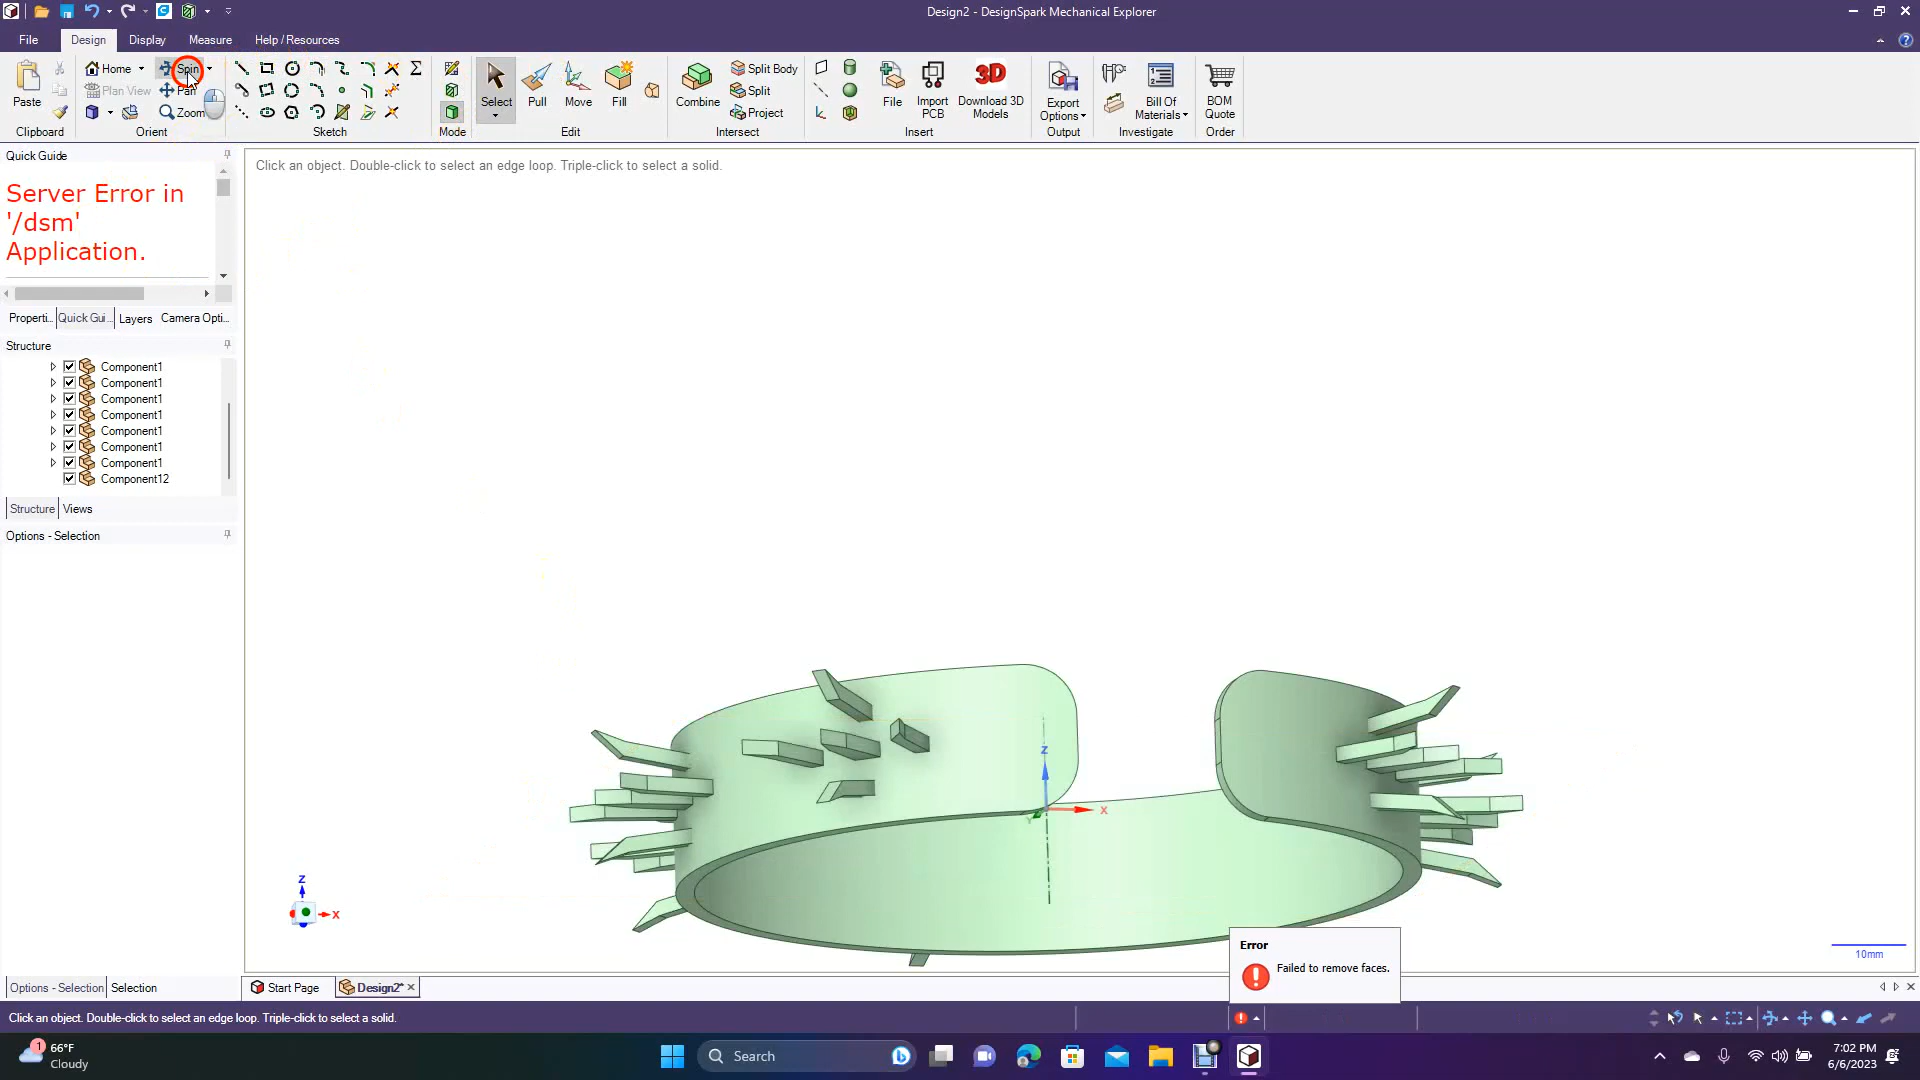 Design2 - DesignSpark Mechanical Explorer
File Design Display Measure Help / Resources
Paste
Clipboard
Home
Spin
Plan View
Pan
Zoom
Orient
Sketch
Mode
Select
Pull
Move
Fill
Edit
Combine
Split Body
Split
Project
Intersect
File
Import PCB
Download 3D Models
3D
Insert
Export Options
Output
Bill Of Materials
Investigate
BOM Quote
Order
Quick Guide
Server Error in
'/dsm'
Application.
Properti... Quick Gui... Layers Camera Opti...
Structure
Component1
Component1
Component1
Component1
Component1
Component1
Component1
Component12
Structure Views
Options - Selection
Click an object. Double-click to select an edge loop. Triple-click to select a solid.
Z
X
Y
Z
X
10mm
Error
Failed to remove faces.
Options - Selection Selection
Start Page
Design2*
Click an object. Double-click to select an edge loop. Triple-click to select a solid.
1
66°F
Cloudy
Search
7:02 PM
6/6/2023